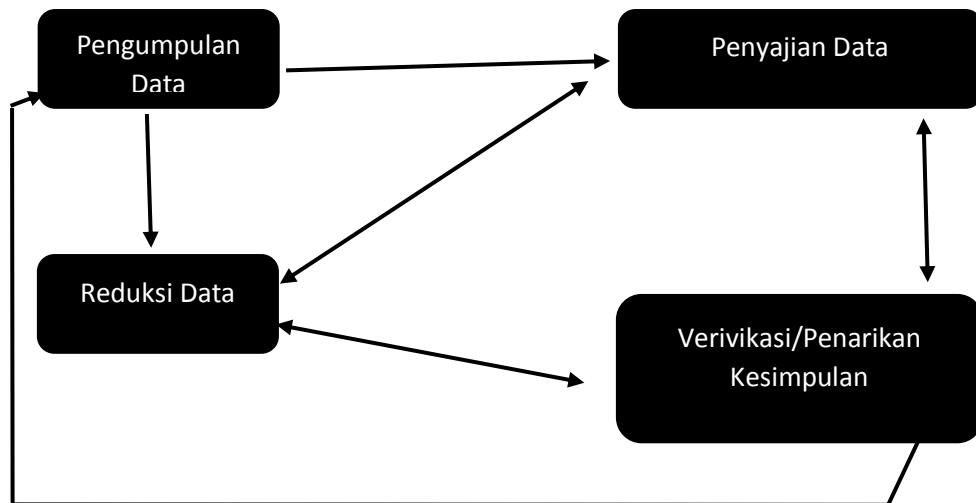 Pengumpulan
Data
Penyajian Data
Reduksi Data
Verivikasi/Penarikan
Kesimpulan